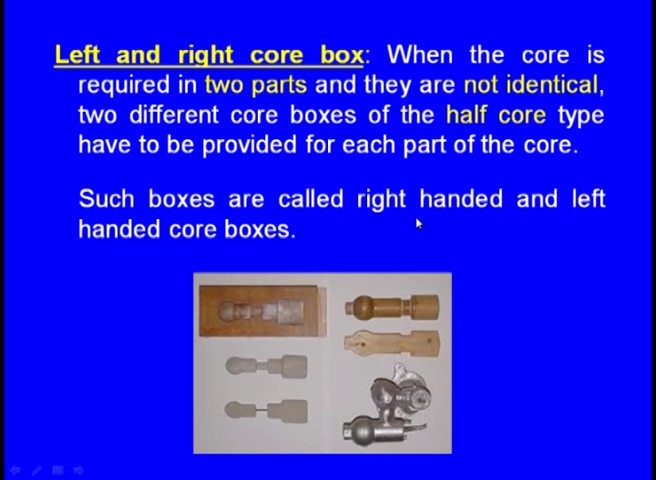 Left and right core box: When the core is
required in two parts and they are not identical,
two different core boxes of the half core type
have to be provided for each part of the core.
Such boxes are called right handed and left
handed core boxes.